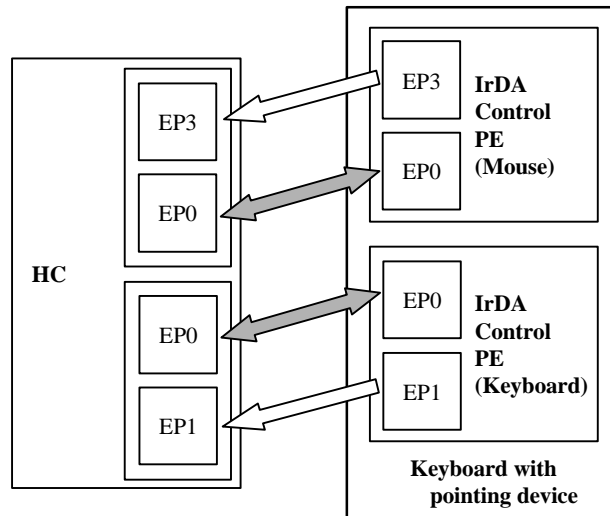 HC
EP3
EP0
EP0
EP1
EP3
EP0
IrDA
Control
PE
(Mouse)
EP0
EP1
IrDA
Control
PE
(Keyboard)
Keyboard with
pointing device